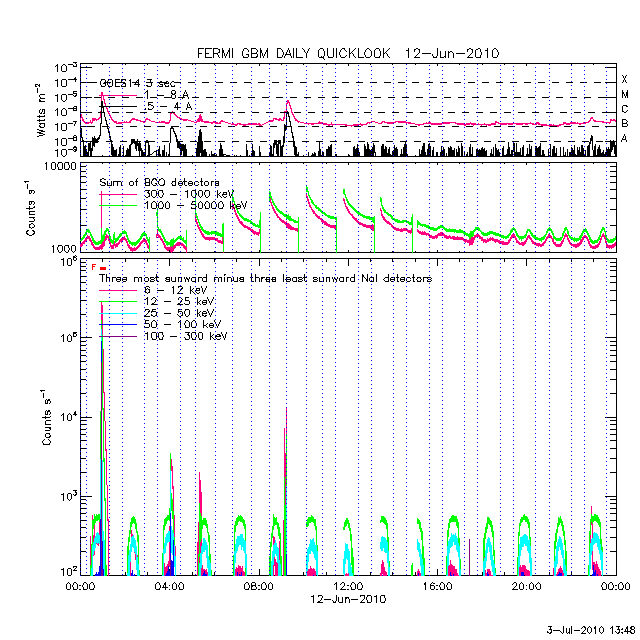 FERMI GBM DAILY QUICKLOOK 12-Jun-2010
10-3
10-4
10-5
10-6
10-7
10-8
10-9
Watts m-2
GOES14 3 sec
1 - 8 A
.5 - 4 A
X
M
C
B
A
10000
1000
Counts s-1
Sum of BGO detectors
300 - 1000 keV
1000 - 50000 keV
106
105
104
103
102
Counts s-1
F
Three most sunward minus three least sunward NaI detectors
6 - 12 keV
12 - 25 keV
25 - 50 keV
50 - 100 keV
100 - 300 keV
00:00 04:00 08:00 12:00 16:00 20:00 00:00
12-Jun-2010
3-Jul-2010 13:48